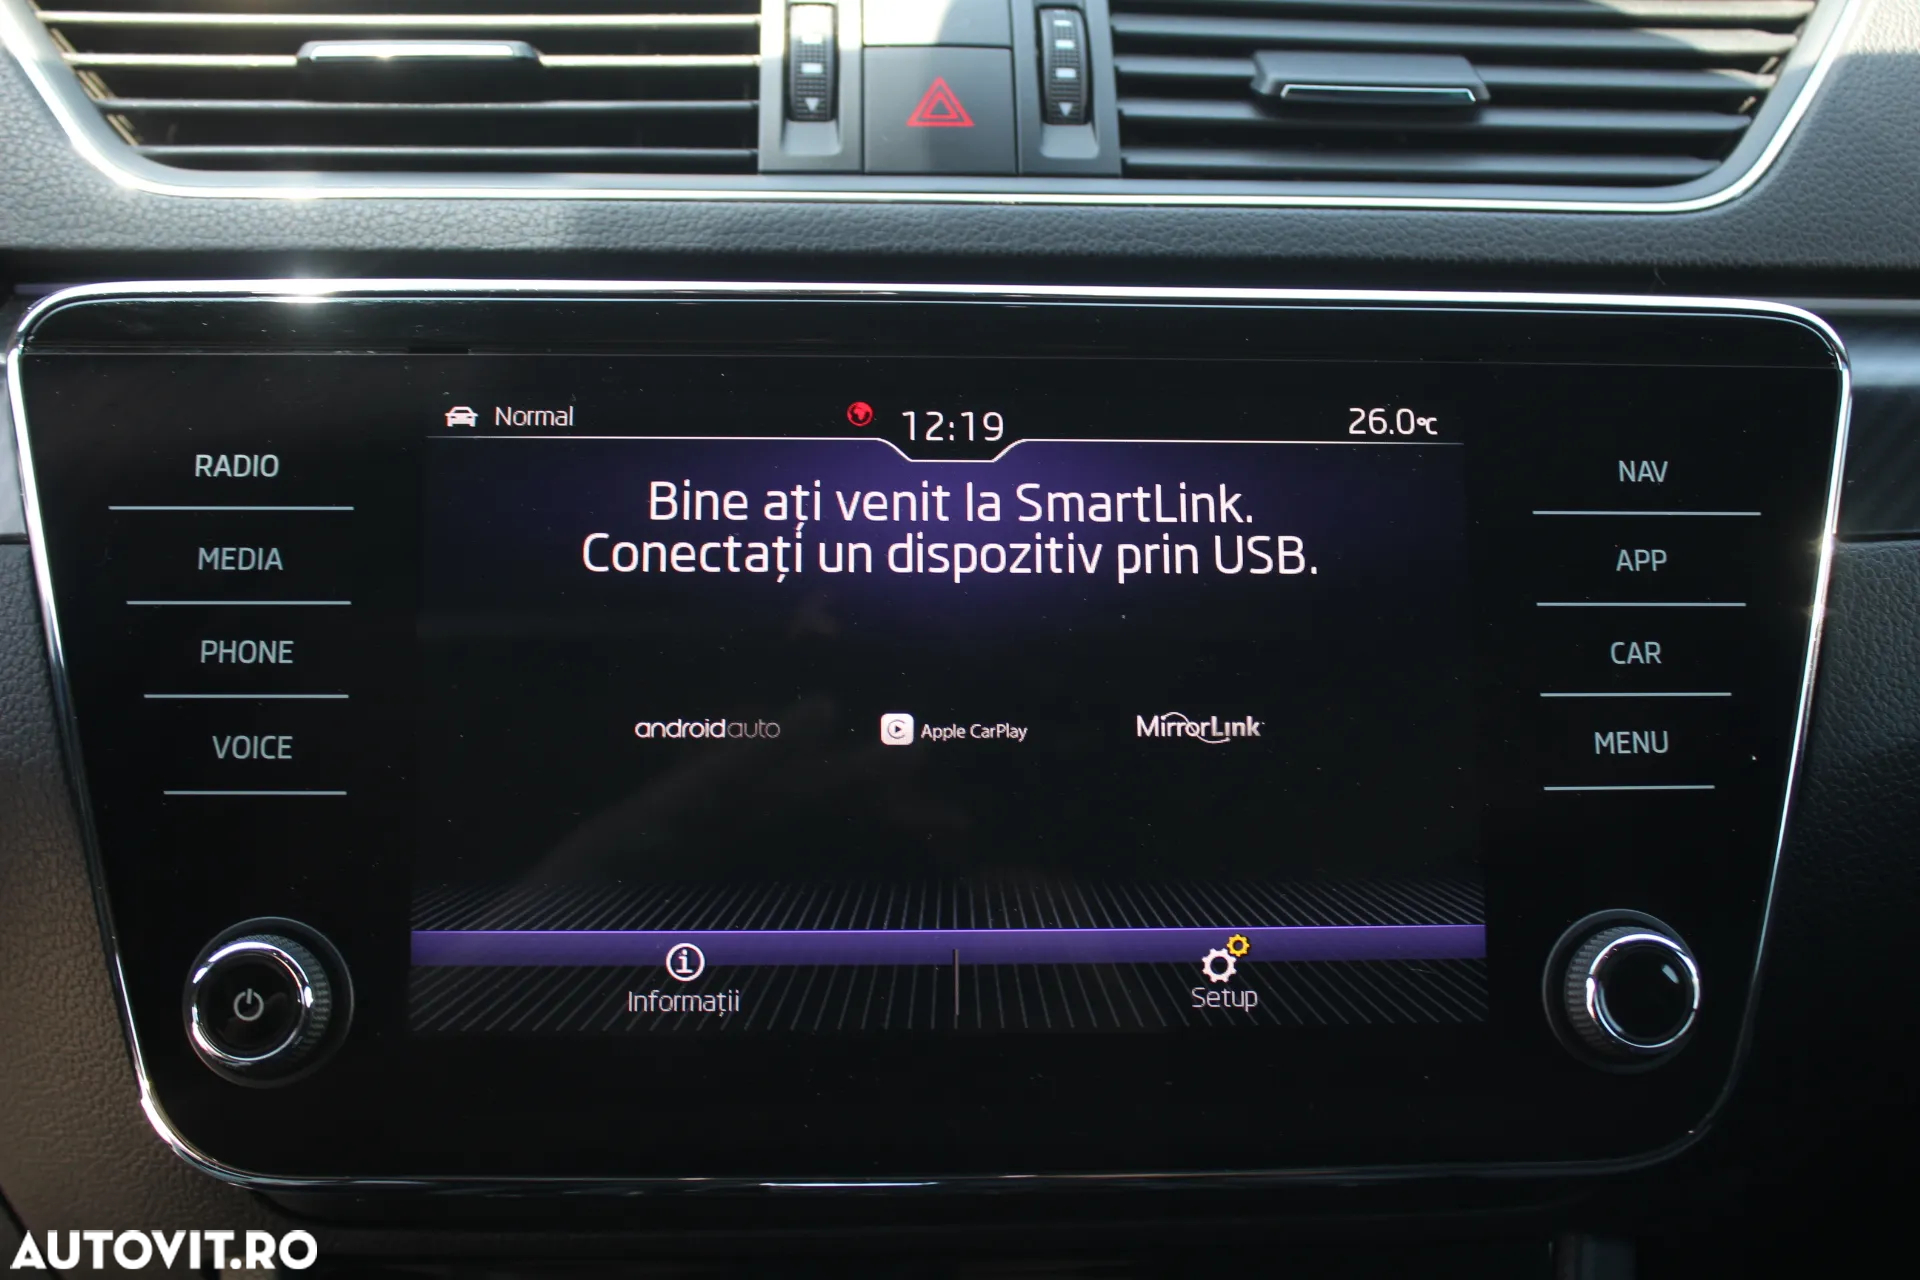 Normal
12:19
26.0°C
RADIO
MEDIA
PHONE
VOICE
Bine ați venit la SmartLink.
Conectați un dispozitiv prin USB.
androidauto
Apple CarPlay
MirrorLink
NAV
APP
CAR
MENU
Informații
Setup
AUTOVIT.RO